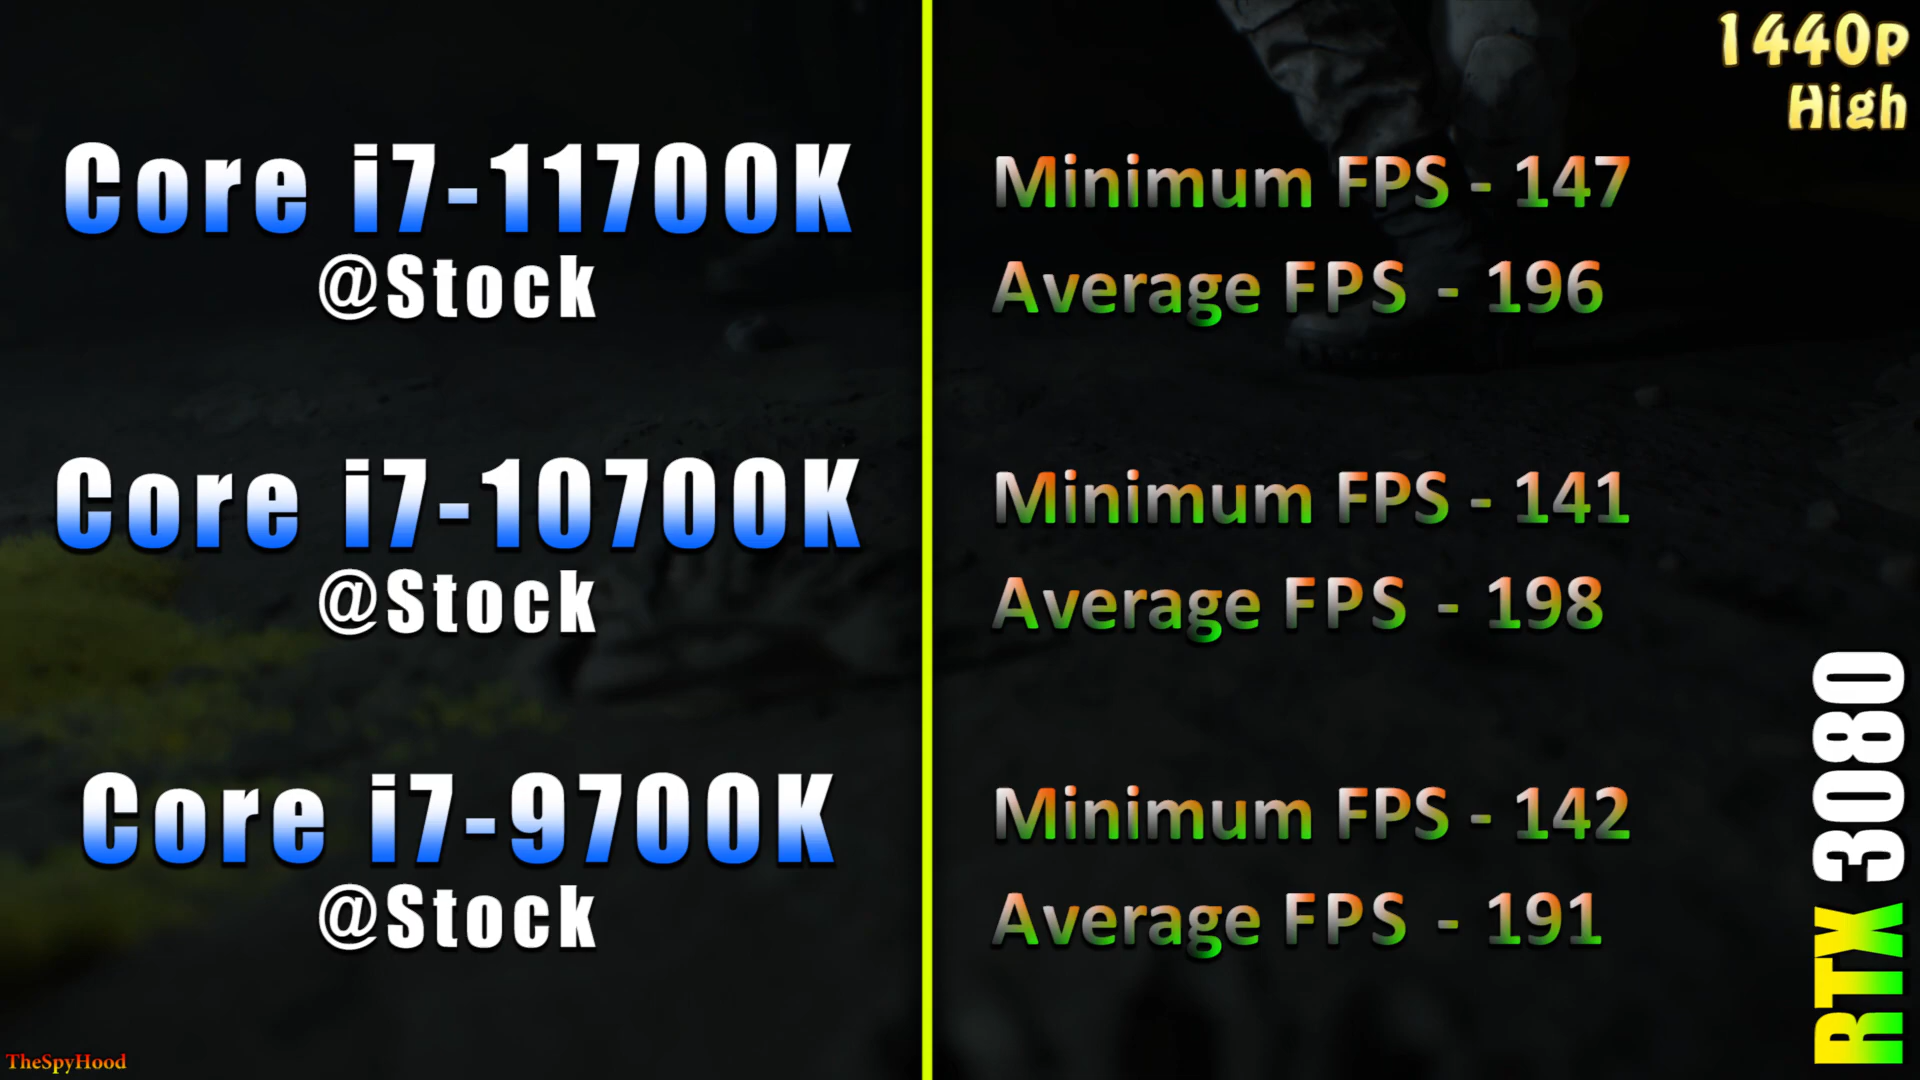 1440p
High
Core i7-11700K
@Stock
Minimum FPS - 147
Average FPS - 196
Core i7-10700K
@Stock
Minimum FPS - 141
Average FPS - 198
Core i7-9700K
@Stock
Minimum FPS - 142
Average FPS - 191
RTX 3080
TheSpyHood